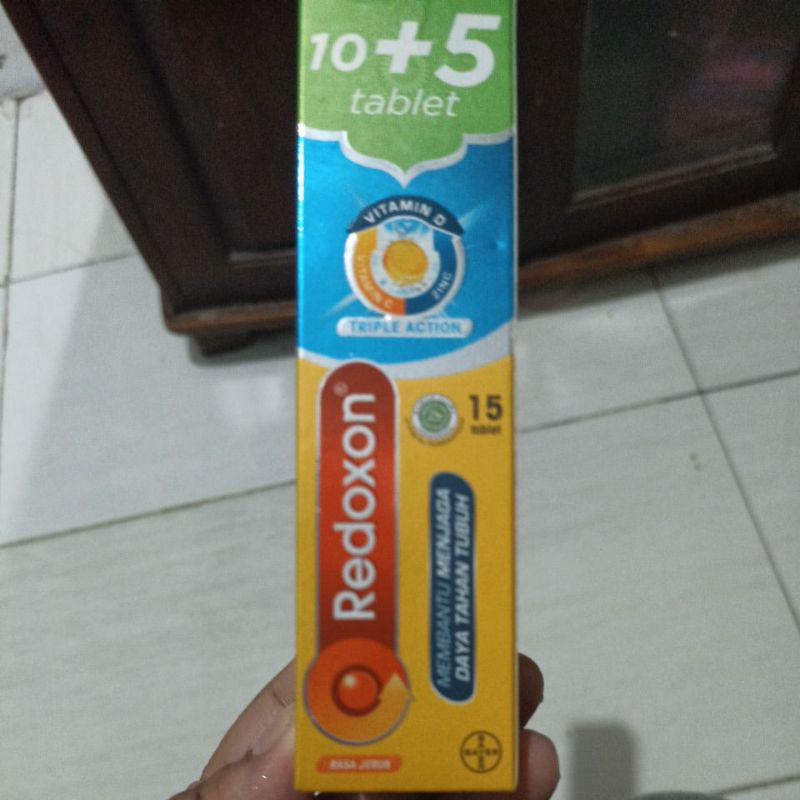 10+5
tablet
VITAMIN D
VITAMIN C
ZINC
TRIPLE ACTION
Redoxon®
15
tablet
MEMBANTU MENJAGA
DAYA TAHAN TUBUH
RASA JERUK
BAYER
BAYER